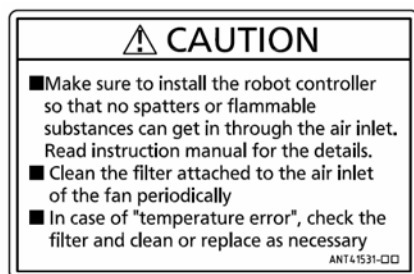 ⚠ CAUTION
■Make sure to install the robot controller
so that no spatters or flammable
substances can get in through the air inlet.
Read instruction manual for the details.
■ Clean the filter attached to the air inlet
of the fan periodically
■ In case of "temperature error", check the
filter and clean or replace as necessary
ANT41531-□□